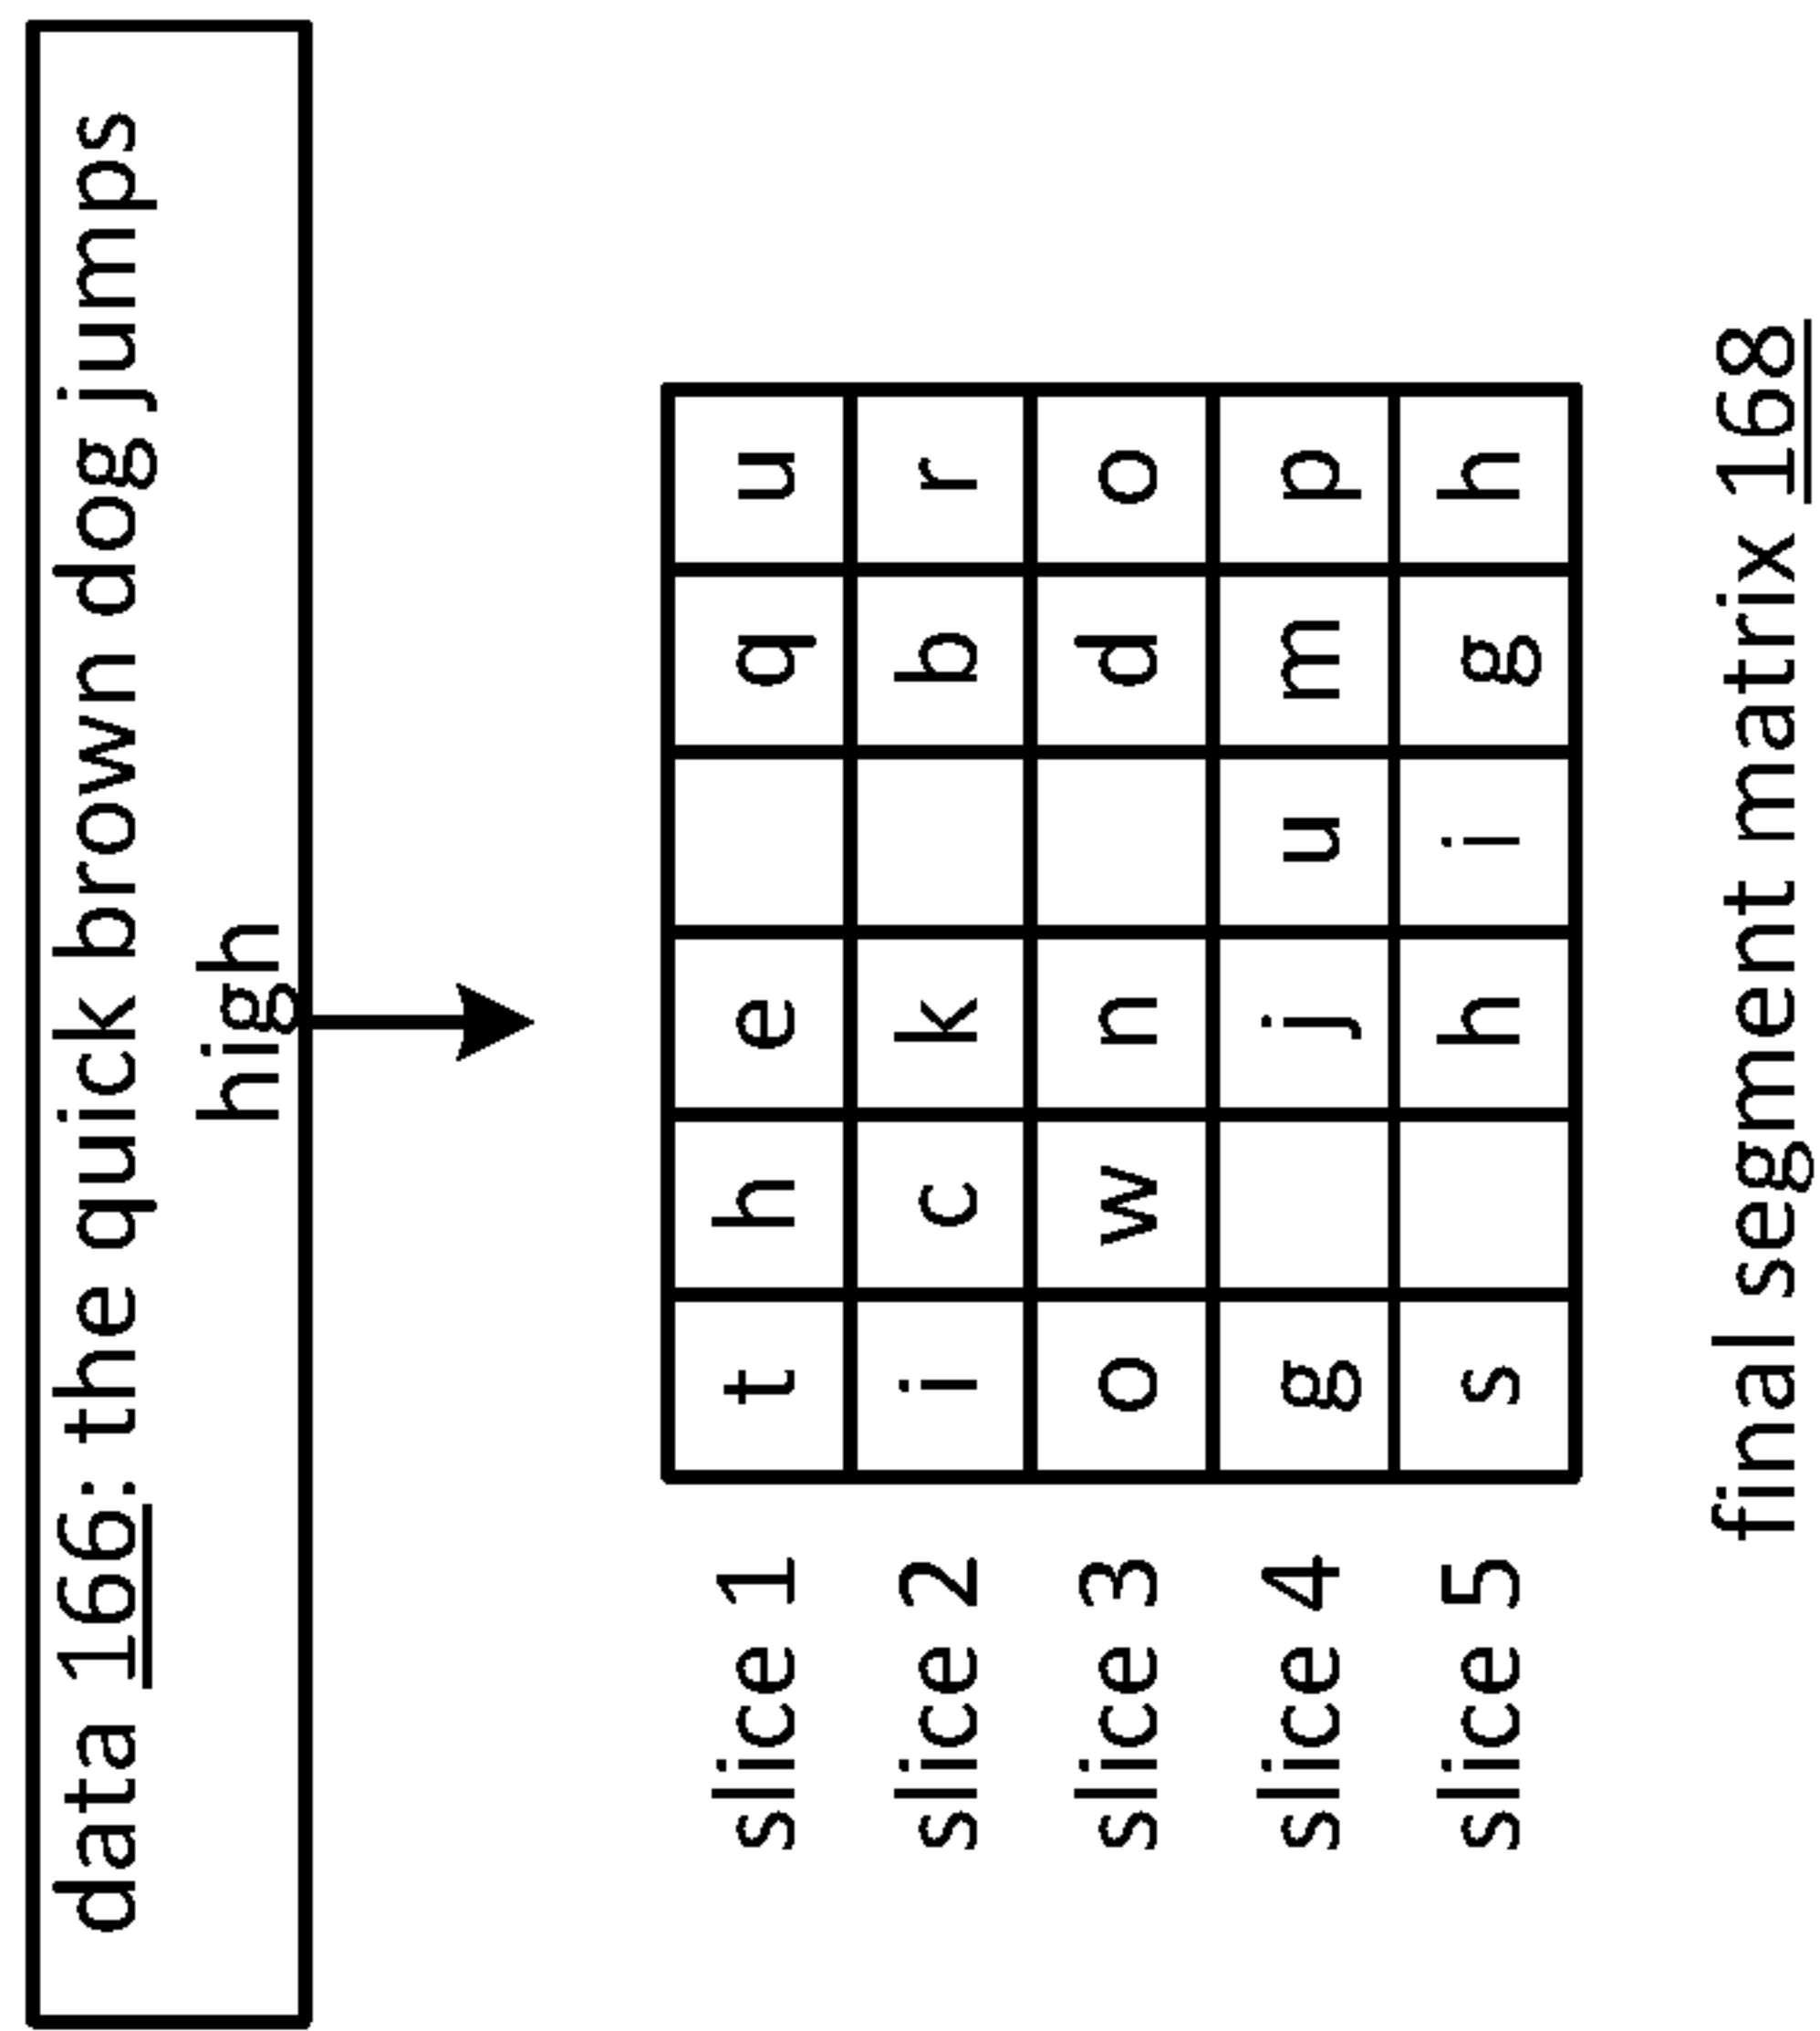 data 166: the quick brown dog jumps
high
slice 1 t h e q u
slice 2 i c k b r
slice 3 o w n d o
slice 4 g j u m p
slice 5 s h i g h
final segment matrix 168